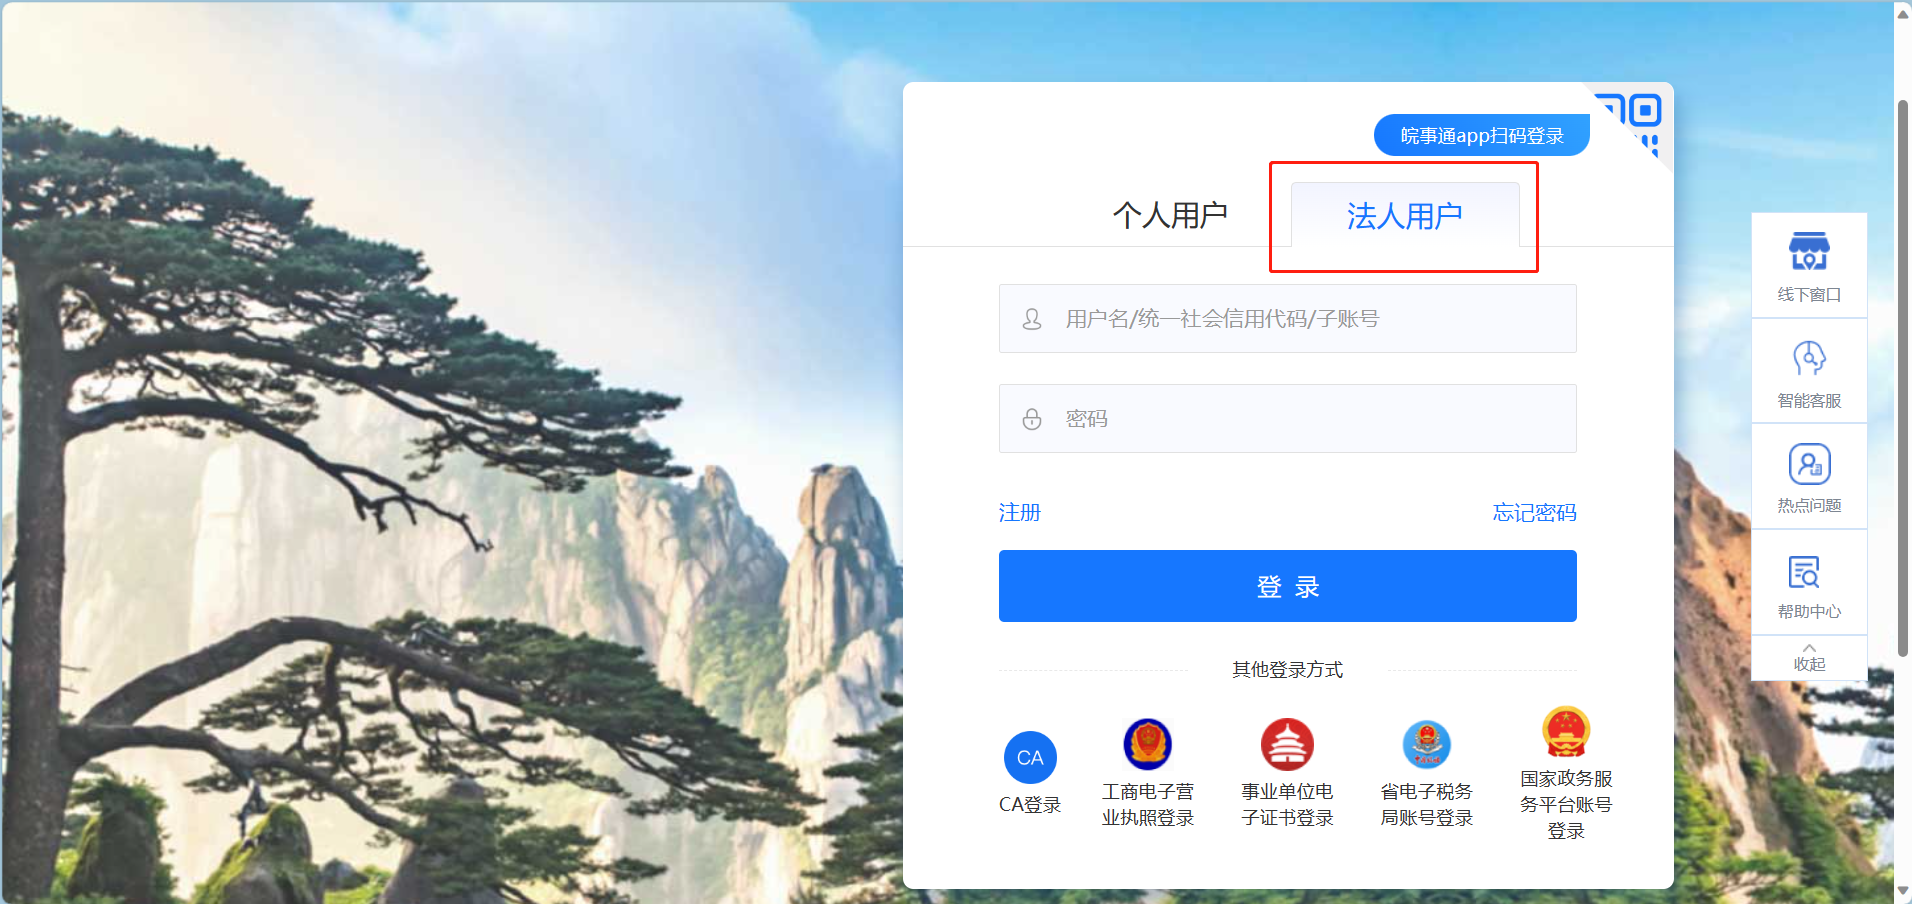 皖事通app扫码登录
个人用户
法人用户
用户名/统一社会信用代码/子账号
密码
注册
忘记密码
登 录
其他登录方式
CA
CA登录
工商电子营
业执照登录
事业单位电
子证书登录
省电子税务
局账号登录
国家政务服
务平台账号
登录
线下窗口
智能客服
热点问题
帮助中心
收起